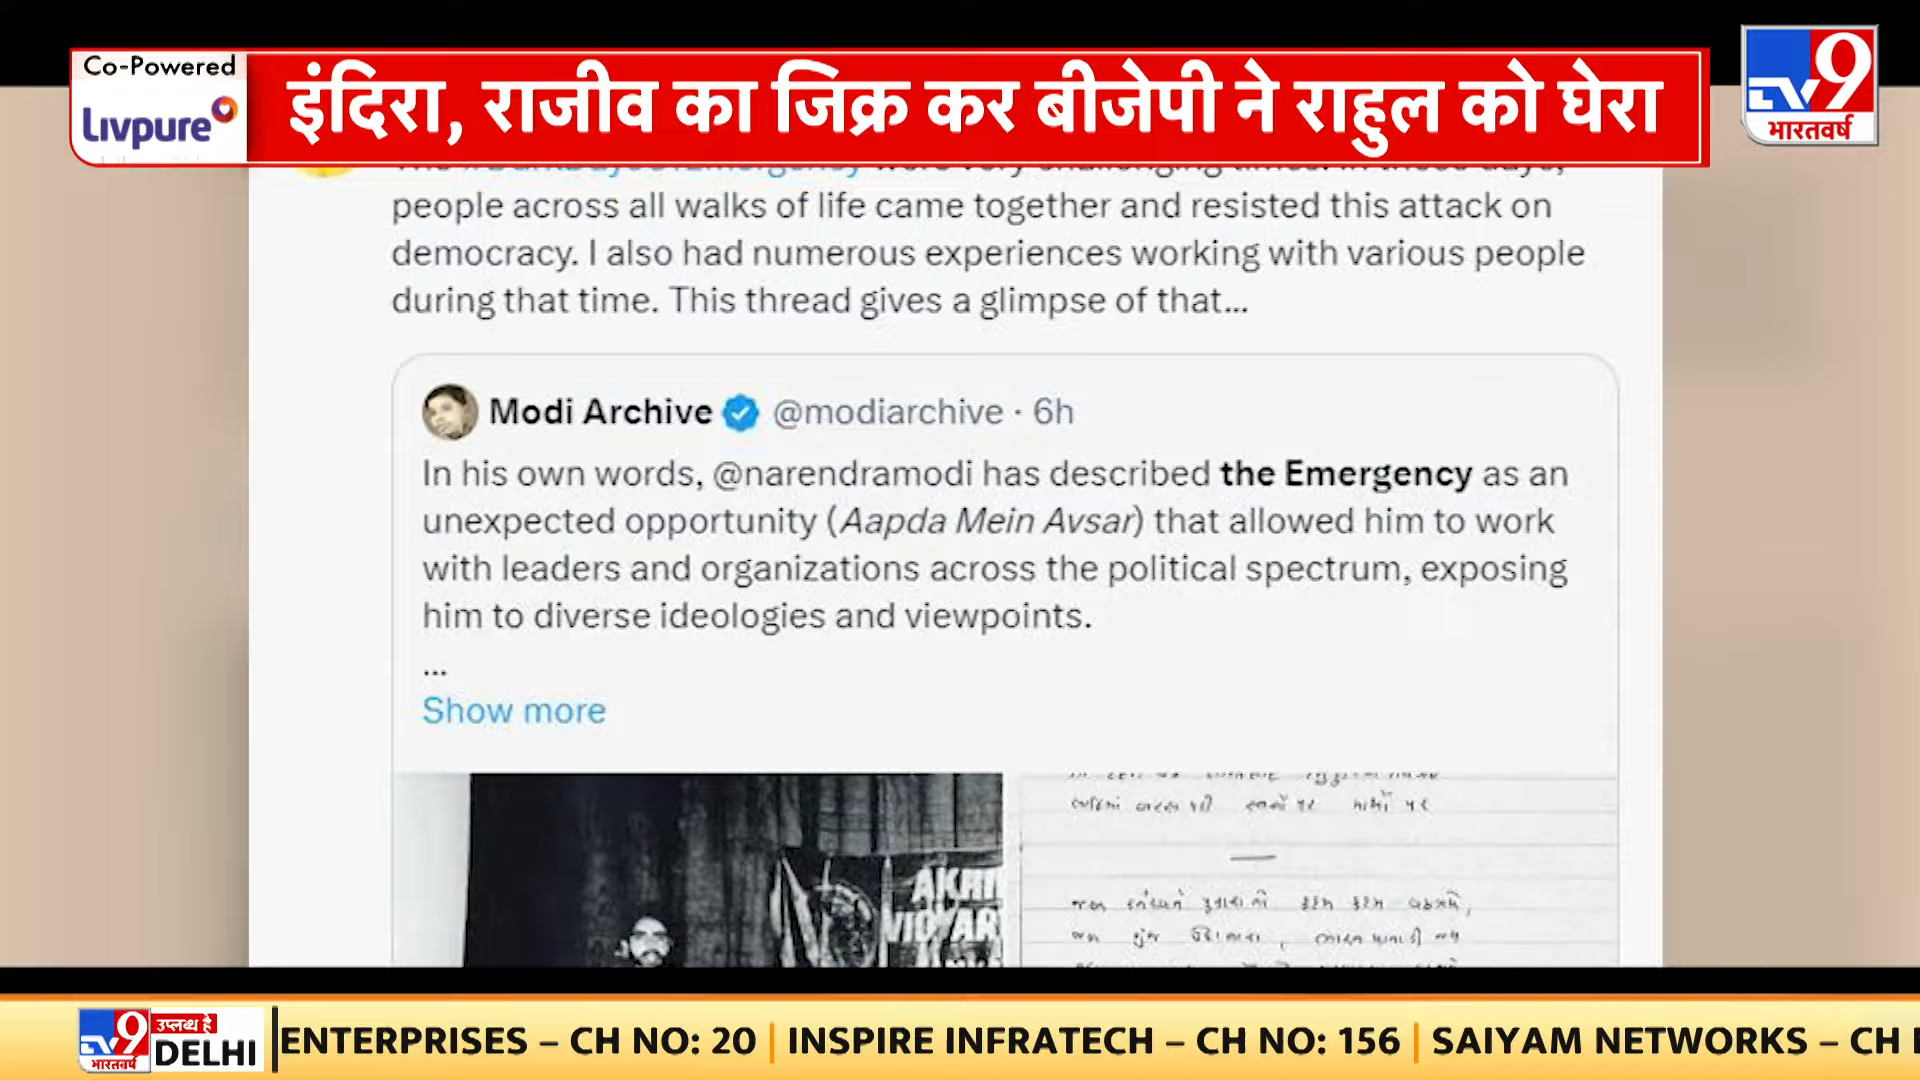 Co-Powered
Livpure
इंदिरा, राजीव का जिक्र कर बीजेपी ने राहुल को घेरा
TV9
भारतवर्ष
people across all walks of life came together and resisted this attack on
democracy. I also had numerous experiences working with various people
during that time. This thread gives a glimpse of that...
Modi Archive @modiarchive · 6h
In his own words, @narendramodi has described the Emergency as an
unexpected opportunity (Aapda Mein Avsar) that allowed him to work
with leaders and organizations across the political spectrum, exposing
him to diverse ideologies and viewpoints.
...
Show more
AKHI
VIDYAR
TV9
भारतवर्ष
उप्लब्ध है
DELHI
ENTERPRISES – CH NO: 20 | INSPIRE INFRATECH – CH NO: 156 | SAIYAM NETWORKS – CH